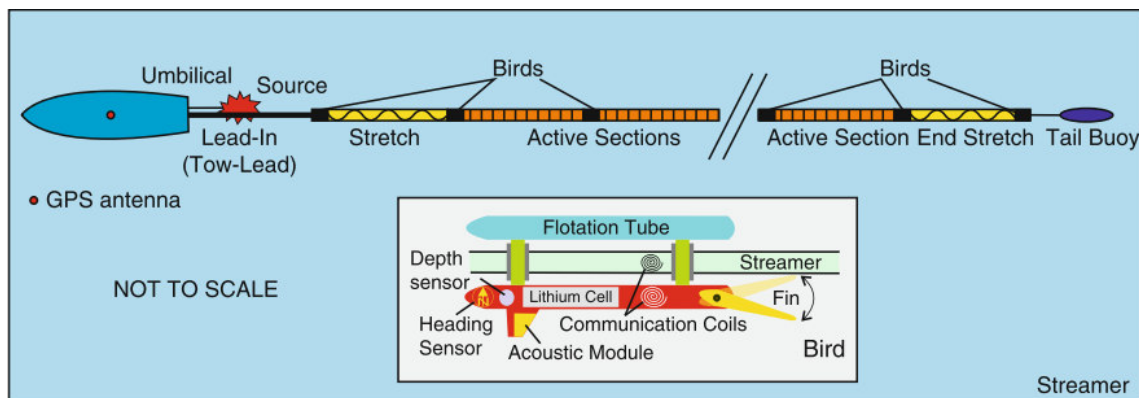 Umbilical
Source
Birds
Birds
Lead-In
(Tow-Lead)
Stretch
Active Sections
Active Section
End Stretch
Tail Buoy
GPS antenna
NOT TO SCALE
Flotation Tube
Depth
sensor
Streamer
Lithium Cell
Fin
N
Heading
Sensor
Communication Coils
Acoustic Module
Bird
Streamer